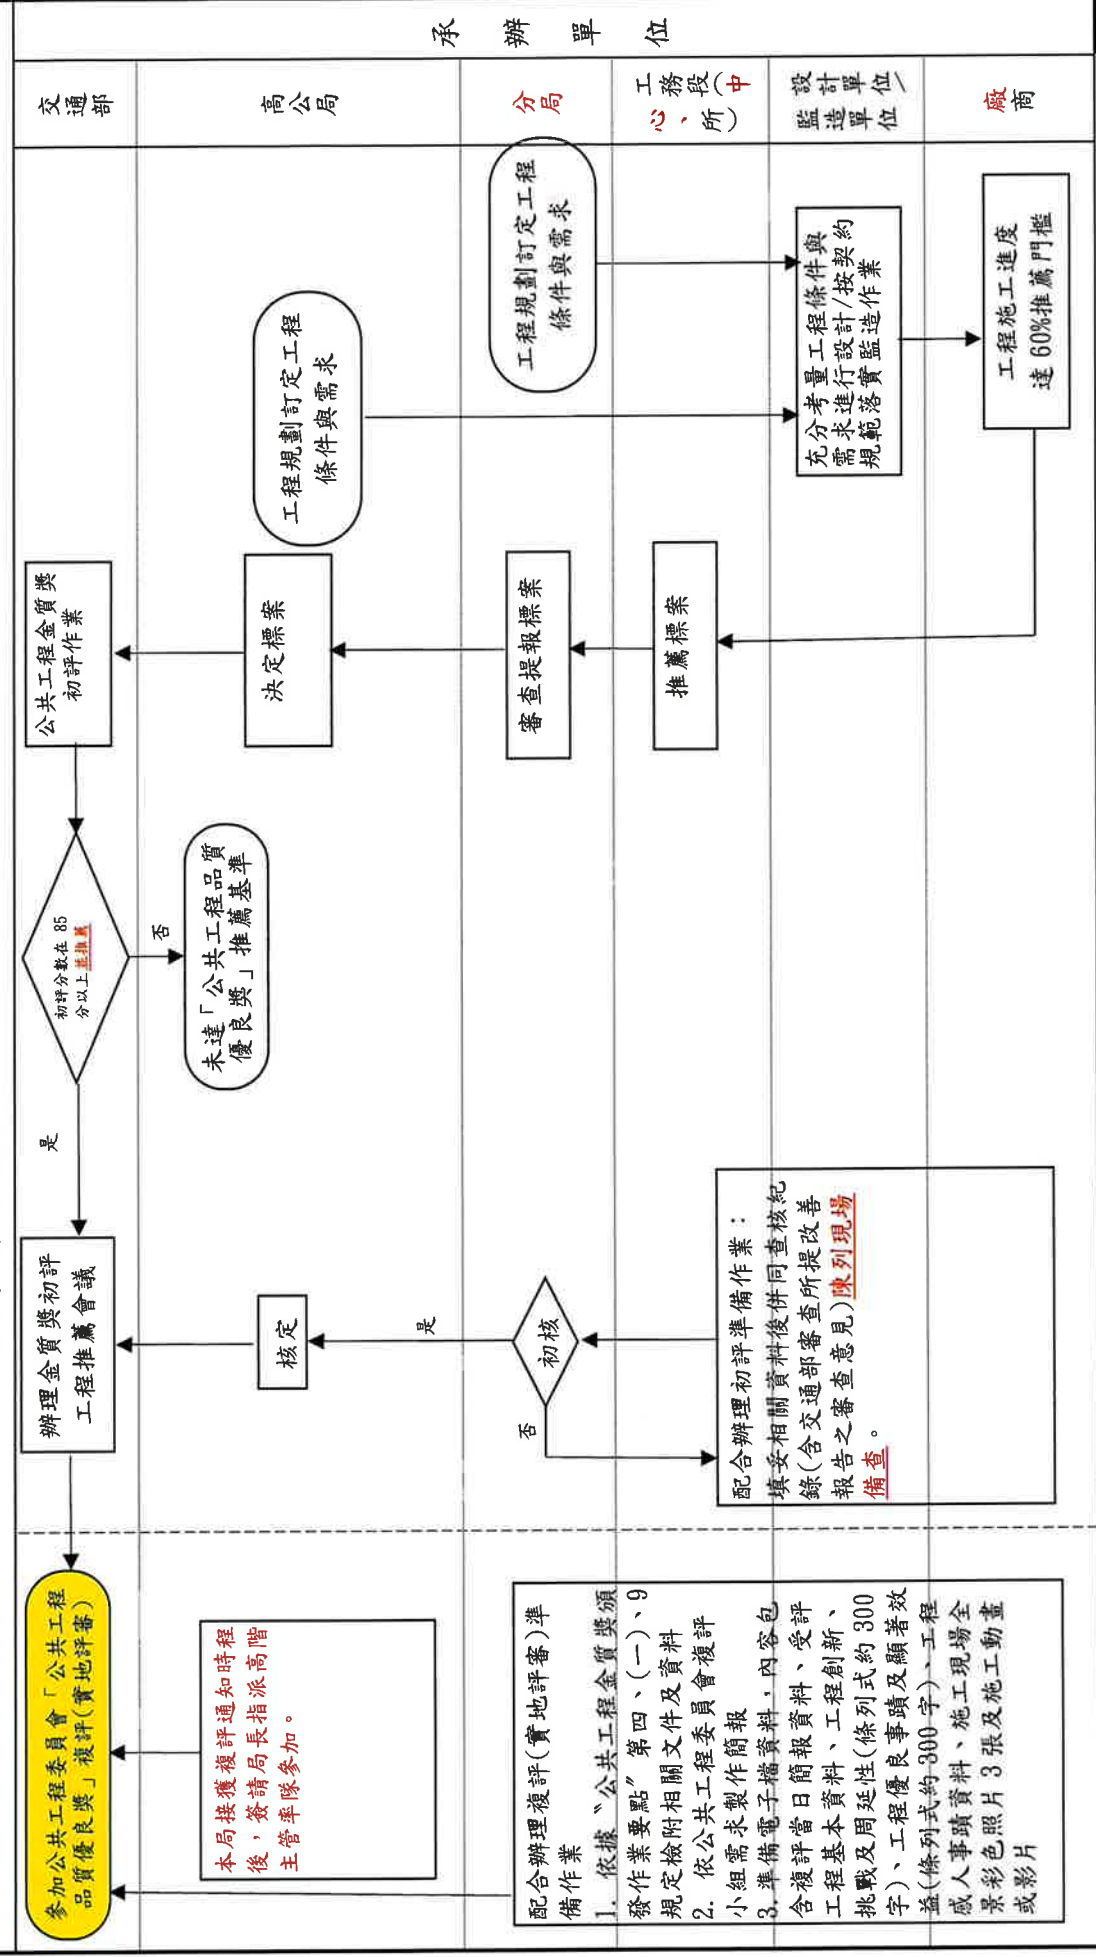 承辦單位
交通部
高公局
分局
工務段(中
心、所)
設計單位/
監造單位
廠商
工程規劃訂定工程
條件與需求
工程規劃訂定工程
條件與需求
充分考量工程條件與
需求進行設計/按契約
規範落實監造作業
工程施工進度
達 60%推薦門檻
推薦標案
審查提報標案
決定標案
公共工程金質獎
初評作業
初評分數在 85
分以上並推薦
否
未達「公共工程品質
優良獎」推薦基準
是
辦理金質獎初評
工程推薦會議
核定
是
初核
否
配合辦理初評準備作業：
填妥相關資料後併同查核紀
錄(含交通部審查所提改善
報告之審查意見)陳列現場
備查。
參加公共工程委員會「公共工程
品質優良獎」複評(實地評審)
本局接獲複評通知時程
後，簽請局長指派高階
主管率隊參加。
配合辦理複評(實地評審)準
備作業
1. 依據〝公共工程金質獎頒
發作業要點〞第四、(一)、9
規定檢附相關文件及資料
2. 依公共工程委員會複評
小組需求製作簡報
3. 準備電子檔資料，內容包
含複評當日簡報資料、受評
工程基本資料、工程創新、
挑戰及周延性(條列式約 300
字)、工程優良事蹟及顯著效
益(條列式約 300 字)、工程
感人事蹟資料、施工現場全
景彩色照片 3 張及施工動畫
或影片